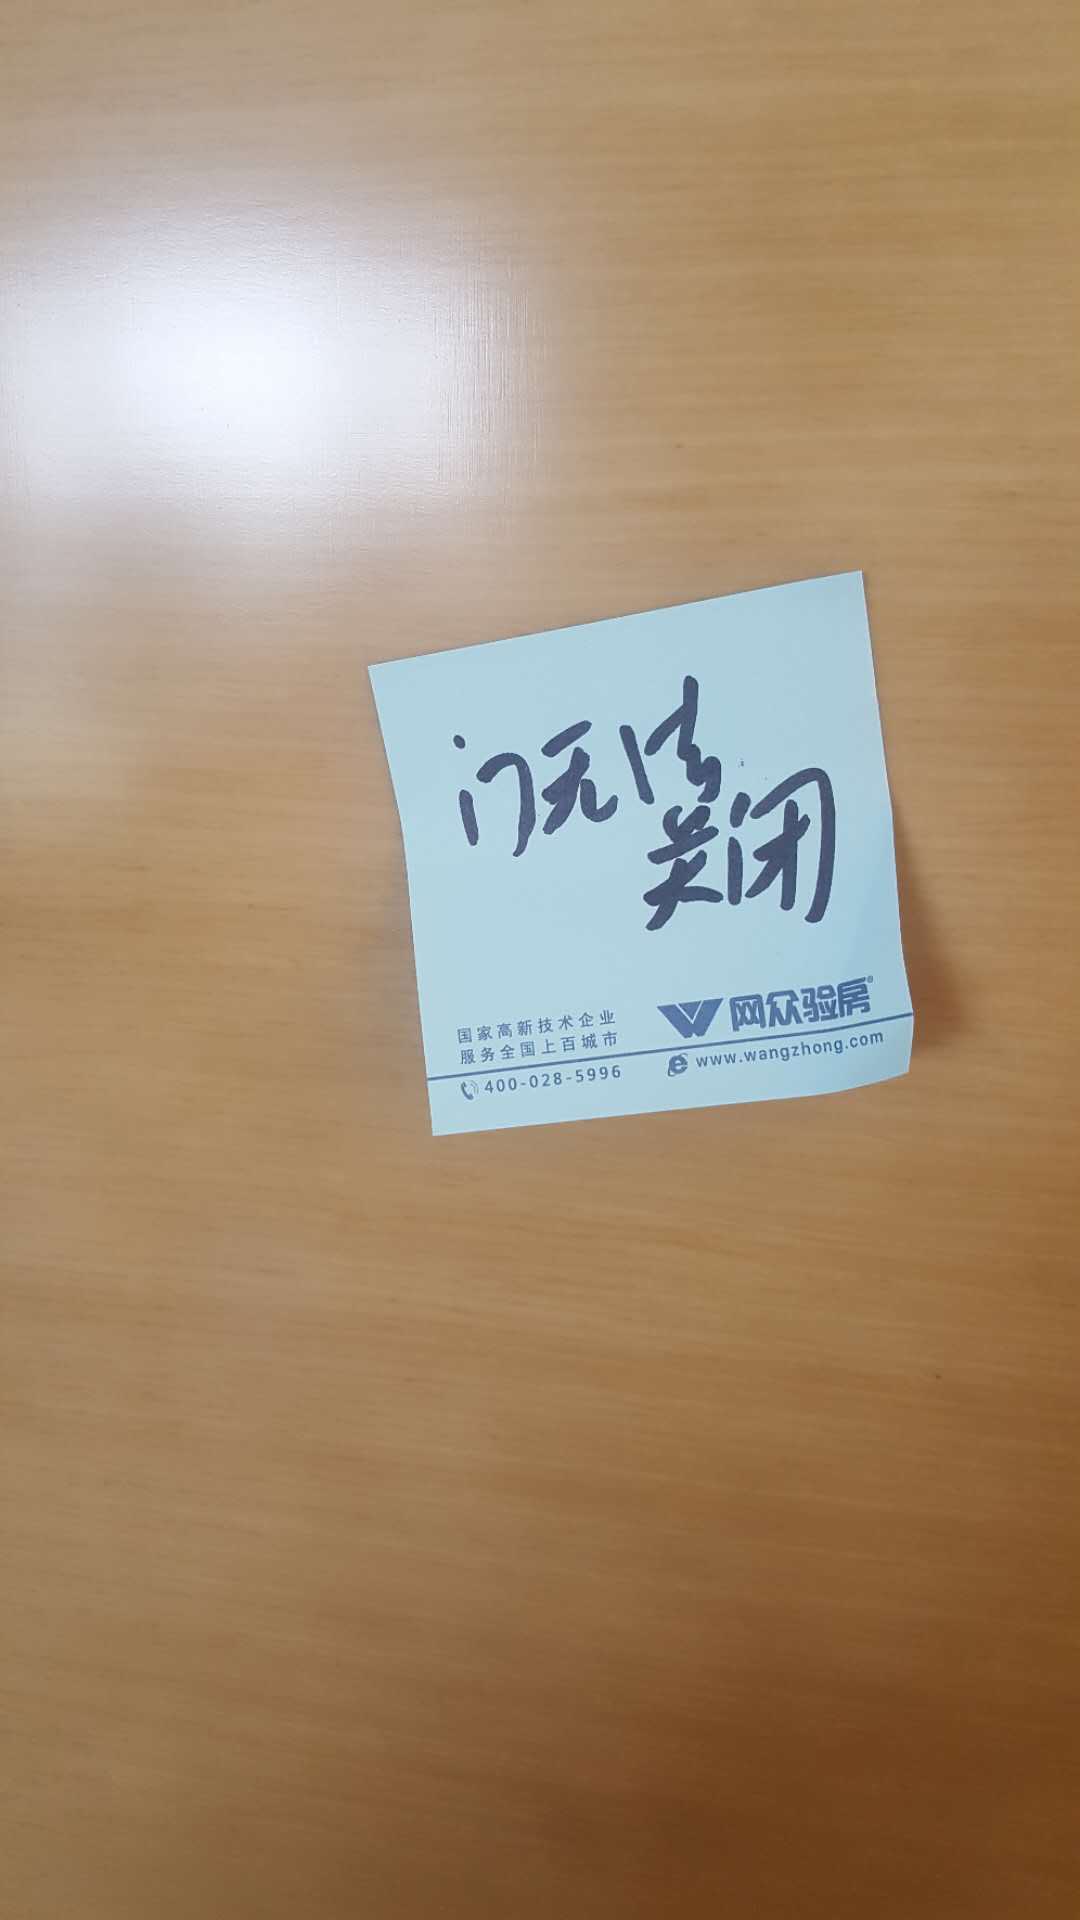 门无法
关闭
网众验房®
国家高新技术企业
服务全国上百城市
400-028-5996
www.wangzhong.com